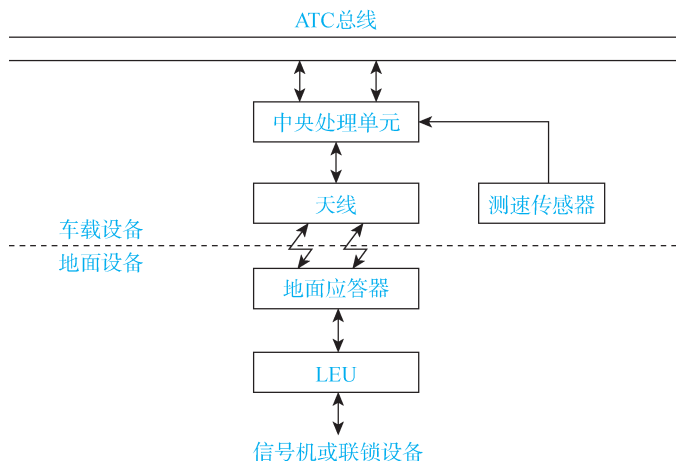 ATC总线
中央处理单元
天线
测速传感器
车载设备
地面设备
地面应答器
LEU
信号机或联锁设备